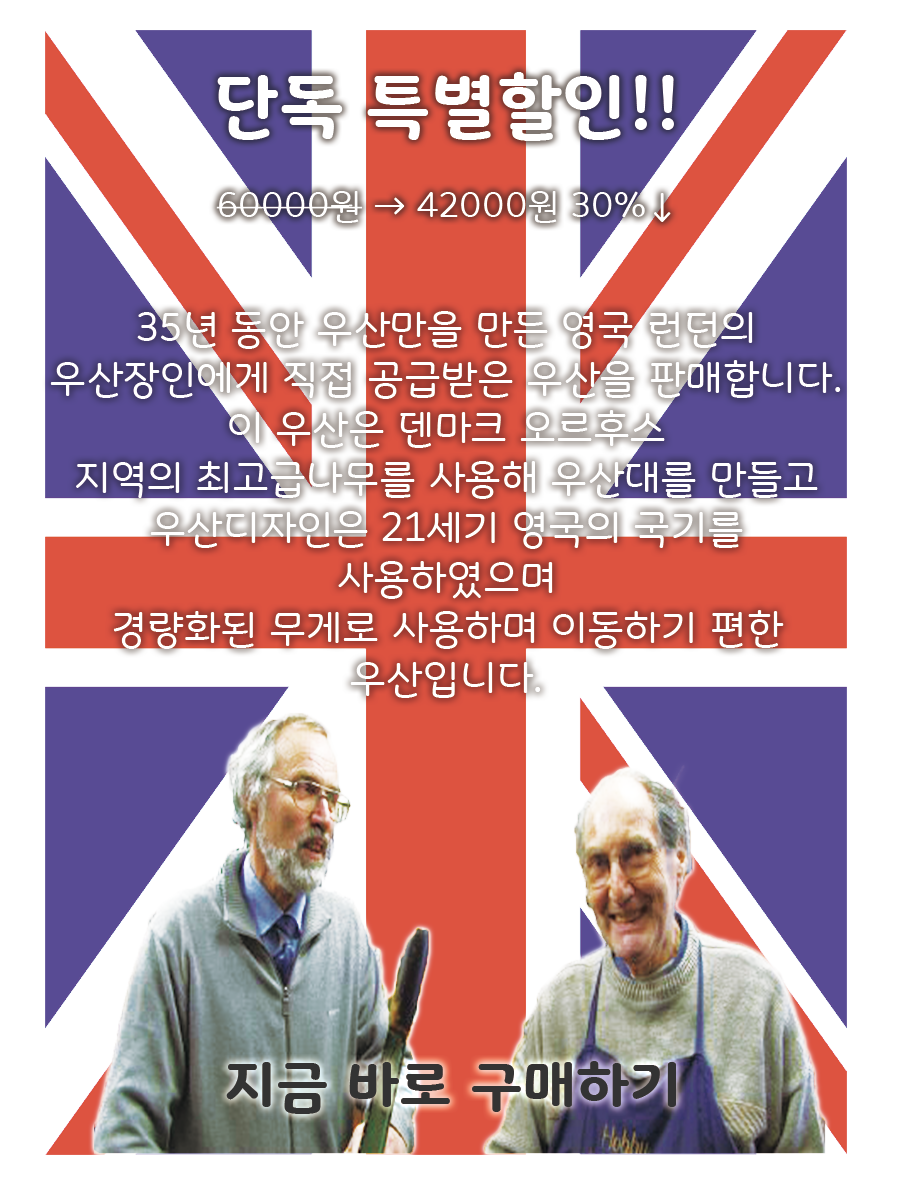 단독 특별할인!!
60000원 → 42000원 30%↓
35년 동안 우산만을 만든 영국 런던의
우산장인에게 직접 공급받은 우산을 판매합니다.
이 우산은 덴마크 오르후스
지역의 최고급나무를 사용해 우산대를 만들고
우산디자인은 21세기 영국의 국기를
사용하였으며
경량화된 무게로 사용하며 이동하기 편한
우산입니다.
지금 바로 구매하기
Hobby